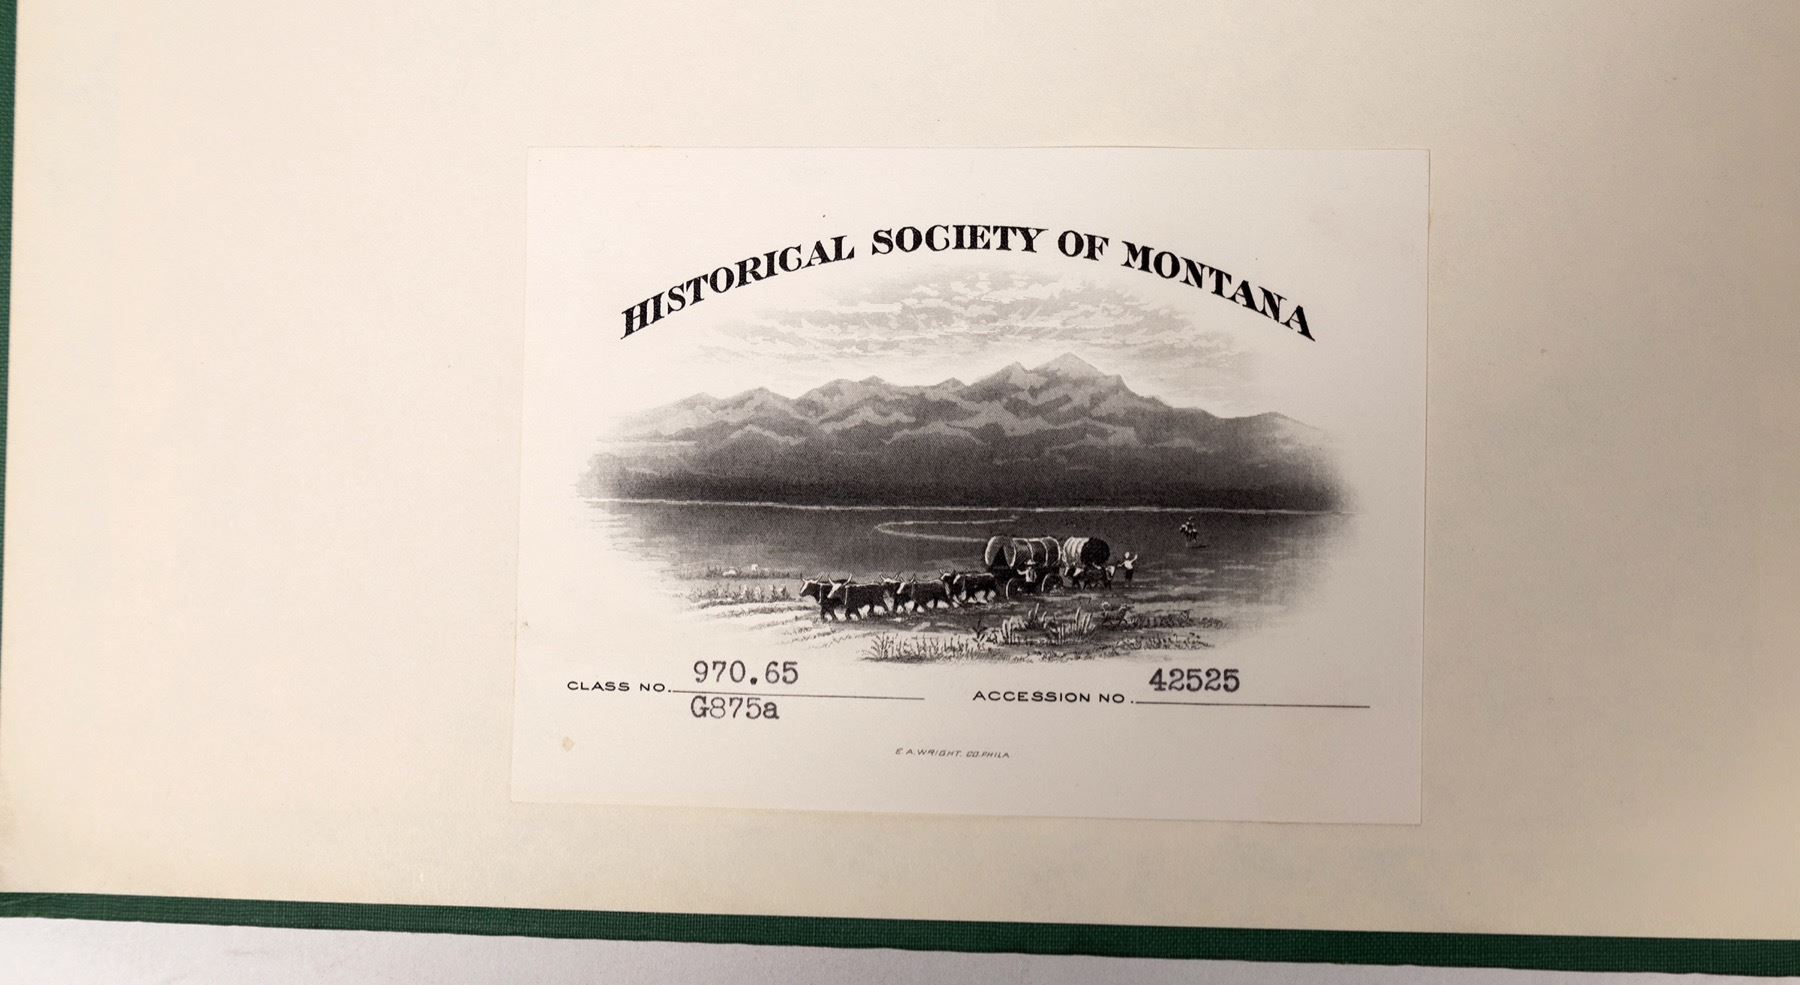 HISTORICAL SOCIETY OF MONTANA
CLASS NO. 970.65
G875a
ACCESSION NO. 42525
E.A.WRIGHT. CO.PHILA